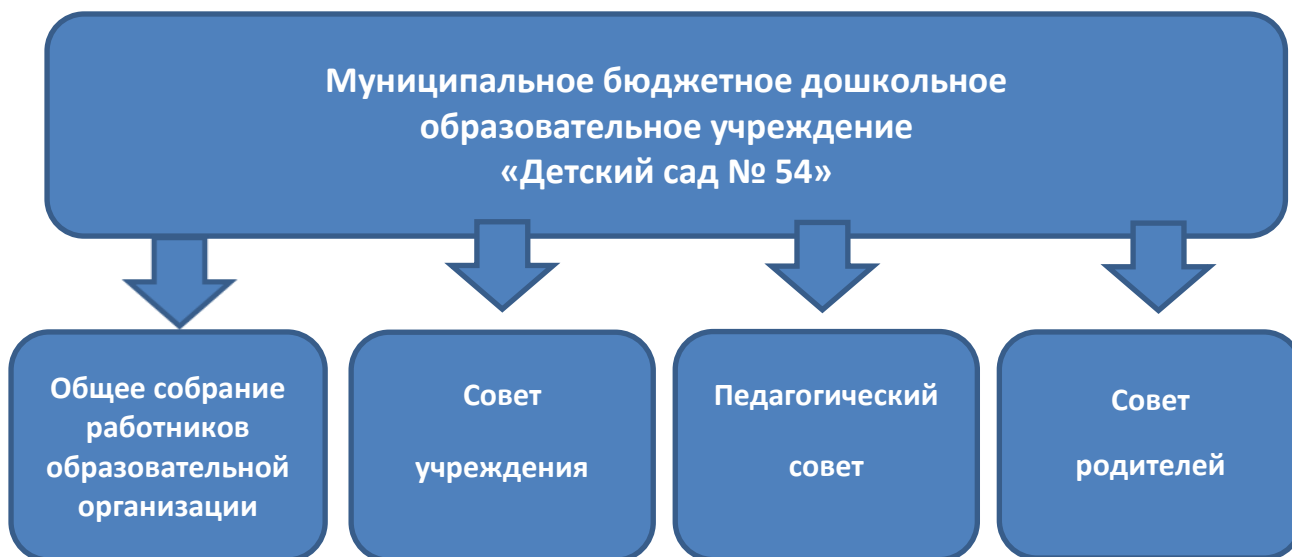 Муниципальное бюджетное дошкольное
образовательное учреждение
«Детский сад № 54»
Общее собрание
работников
образовательной
организации
Совет
учреждения
Педагогический
совет
Совет
родителей